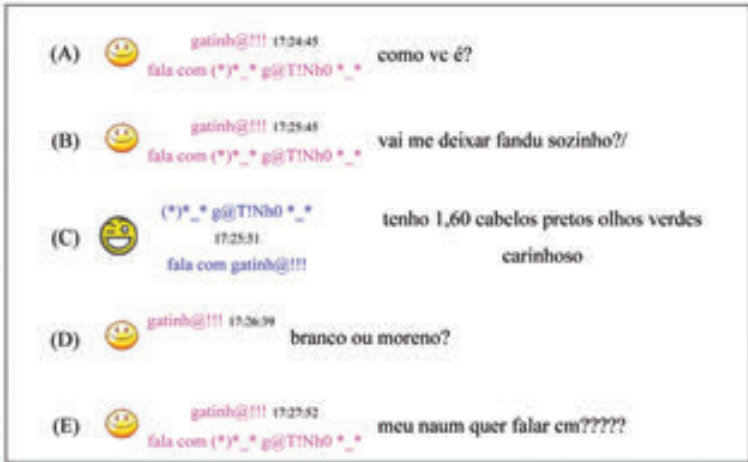 (A) gatinh@!!! 17:24:45 como vc é?
fala com (*)*_* g@T!Nh0 *_*
(B) gatinh@!!! 17:25:45 vai me deixar fandu sozinho?/
fala com (*)*_* g@T!Nh0 *_*
(C) (*)*_* g@T!Nh0 *_*
17:25:51
fala com gatinh@!!!
tenho 1,60 cabelos pretos olhos verdes
carinhoso
(D) gatinh@!!! 17:26:39 branco ou moreno?
(E) gatinh@!!! 17:27:52 meu naum quer falar cm?????
fala com (*)*_* g@T!Nh0 *_*